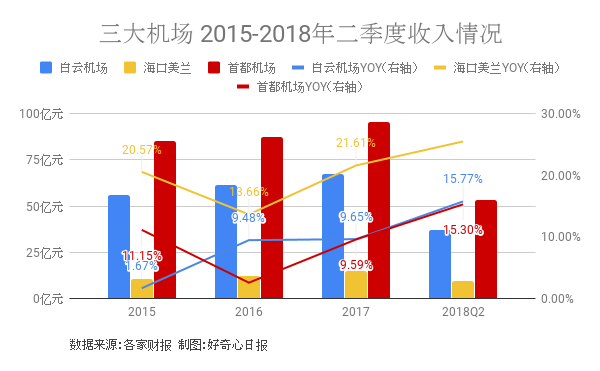 三大机场 2015-2018年二季度收入情况
白云机场 海口美兰 首都机场 白云机场YOY(右轴) 海口美兰YOY(右轴)
首都机场YOY(右轴)
100亿元 30.00%
20.57% 21.61%
75亿元
13.66% 15.77% 20.00%
50亿元
9.48% 9.65% 15.30%
25亿元 11.15% 10.00%
1.67% 9.59%
0亿元 0.00%
2015 2016 2017 2018Q2
数据来源:各家财报 制图:好奇心日报